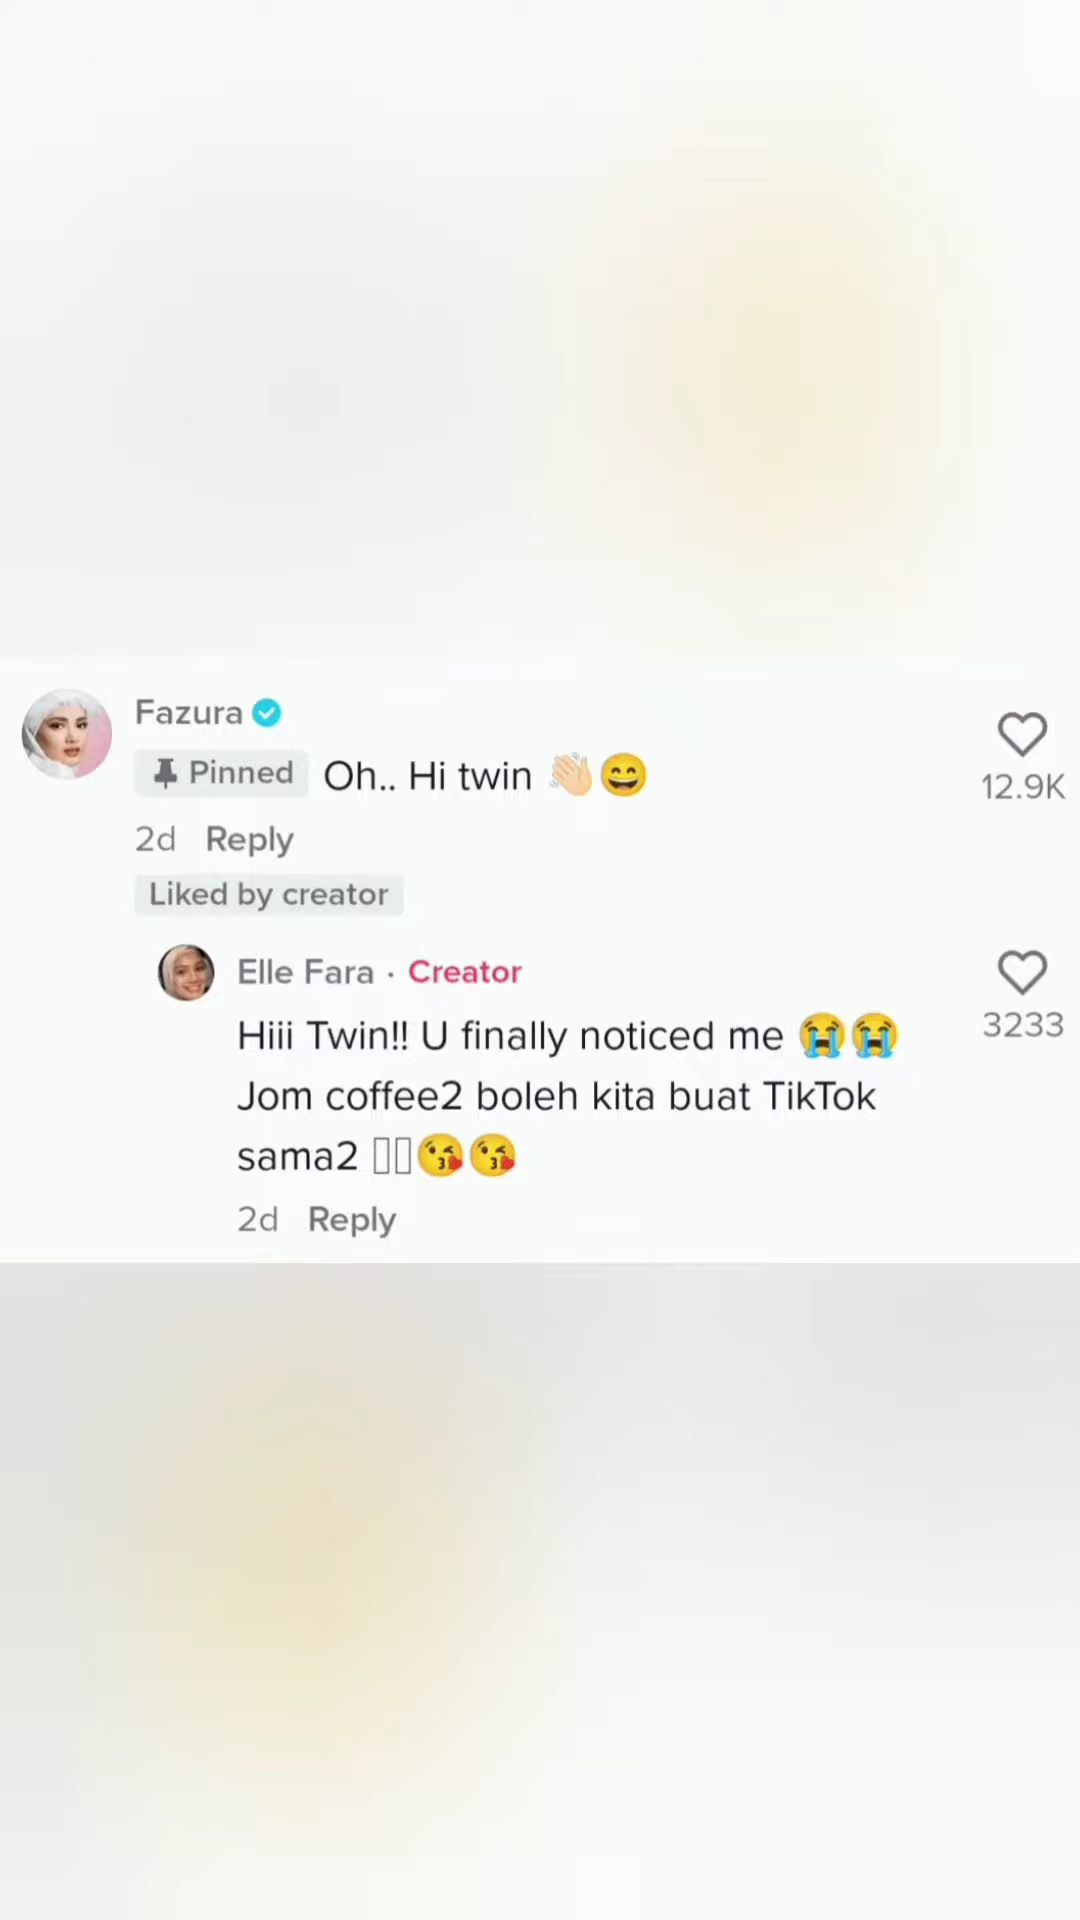 Fazura
Pinned Oh.. Hi twin 👋🏻😄
12.9K
2d Reply
Liked by creator
Elle Fara · Creator
Hiii Twin!! U finally noticed me 😭😭
3233
Jom coffee2 boleh kita buat TikTok
sama2 😘😘
2d Reply